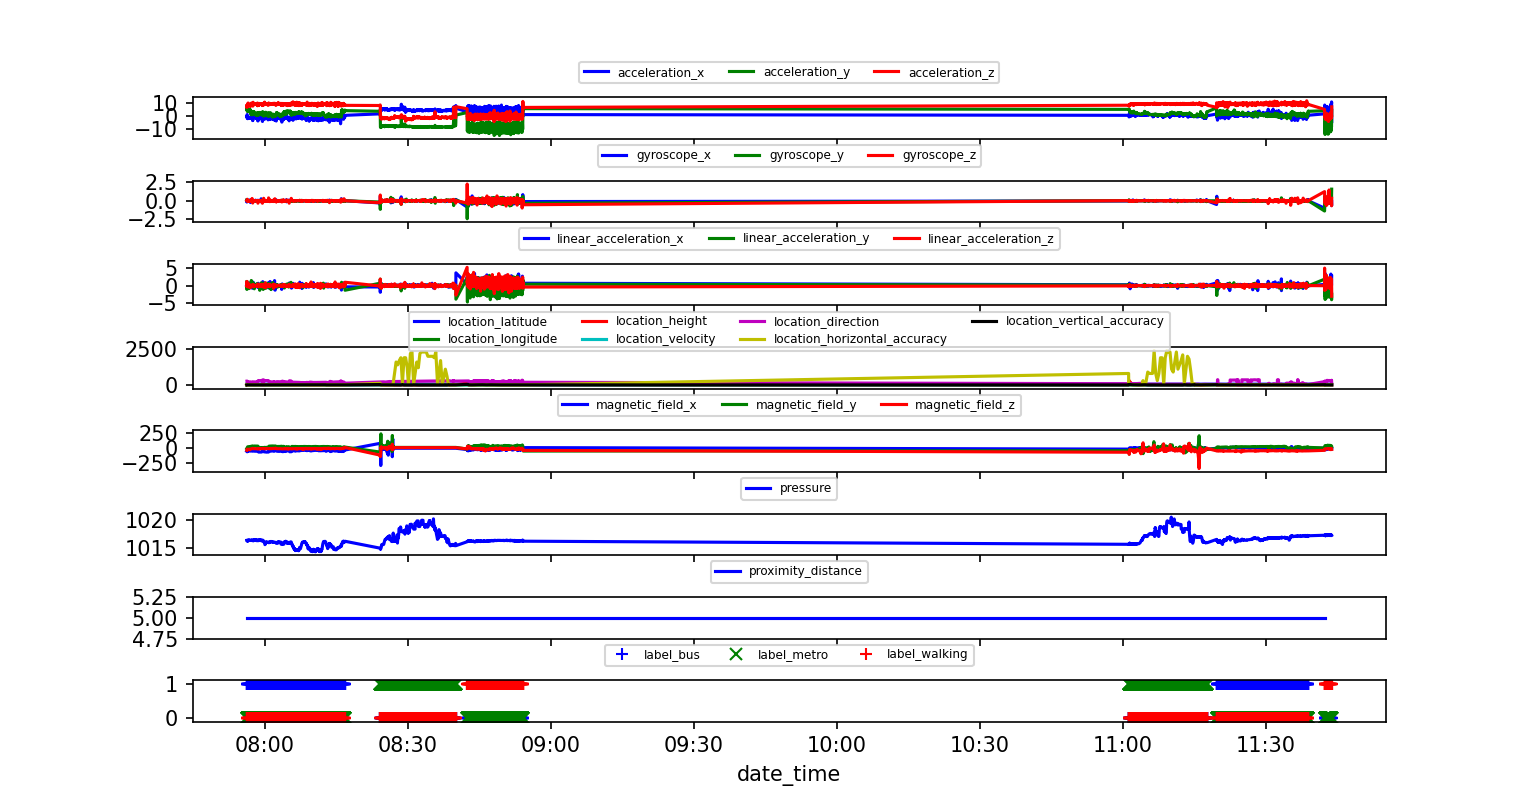 acceleration_x acceleration_y acceleration_z
10
0
−10
gyroscope_x gyroscope_y gyroscope_z
2.5
0.0
−2.5
linear_acceleration_x linear_acceleration_y linear_acceleration_z
5
0
−5
location_latitude location_height location_direction location_vertical_accuracy
location_longitude location_velocity location_horizontal_accuracy
2500
0
magnetic_field_x magnetic_field_y magnetic_field_z
250
0
−250
pressure
1020
1015
proximity_distance
5.25
5.00
4.75
label_bus label_metro label_walking
1
0
08:00 08:30 09:00 09:30 10:00 10:30 11:00 11:30
date_time